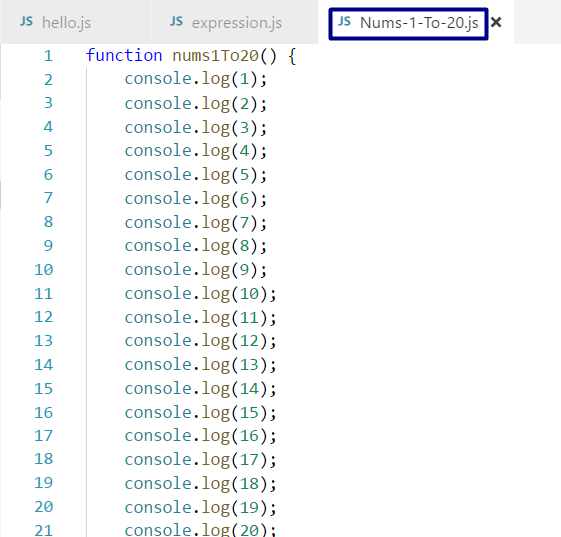 JS hello.js JS expression.js JS Nums-1-To-20.js ×
1 function nums1To20() {
2 console.log(1);
3 console.log(2);
4 console.log(3);
5 console.log(4);
6 console.log(5);
7 console.log(6);
8 console.log(7);
9 console.log(8);
10 console.log(9);
11 console.log(10);
12 console.log(11);
13 console.log(12);
14 console.log(13);
15 console.log(14);
16 console.log(15);
17 console.log(16);
18 console.log(17);
19 console.log(18);
20 console.log(19);
21 console.log(20);